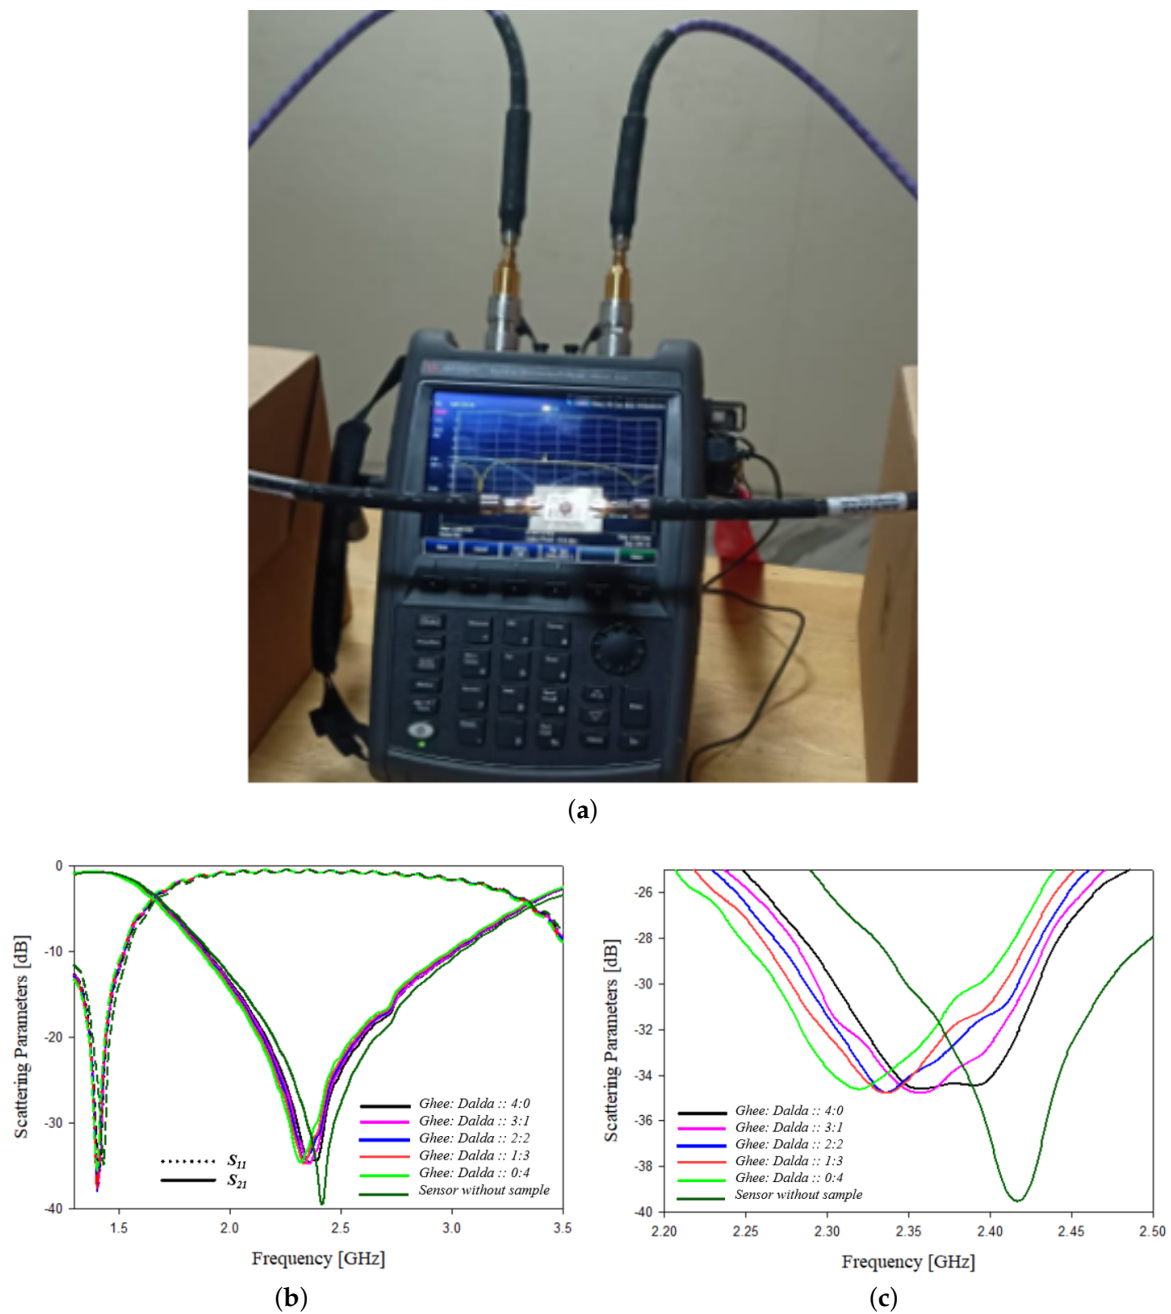 (a)
0
-10
-20
-30
-40
Scattering Parameters [dB]
1.5 2.0 2.5 3.0 3.5
Frequency [GHz]
S11
S21
Ghee: Dalda :: 4:0
Ghee: Dalda :: 3:1
Ghee: Dalda :: 2:2
Ghee: Dalda :: 1:3
Ghee: Dalda :: 0:4
Sensor without sample
(b)
-26
-28
-30
-32
-35
-38
-40
Scattering Parameters [dB]
2.20 2.25 2.30 2.35 2.40 2.45 2.50
Frequency [GHz]
Ghee: Dalda :: 4:0
Ghee: Dalda :: 3:1
Ghee: Dalda :: 2:2
Ghee: Dalda :: 1:3
Ghee: Dalda :: 0:4
Sensor without sample
(c)